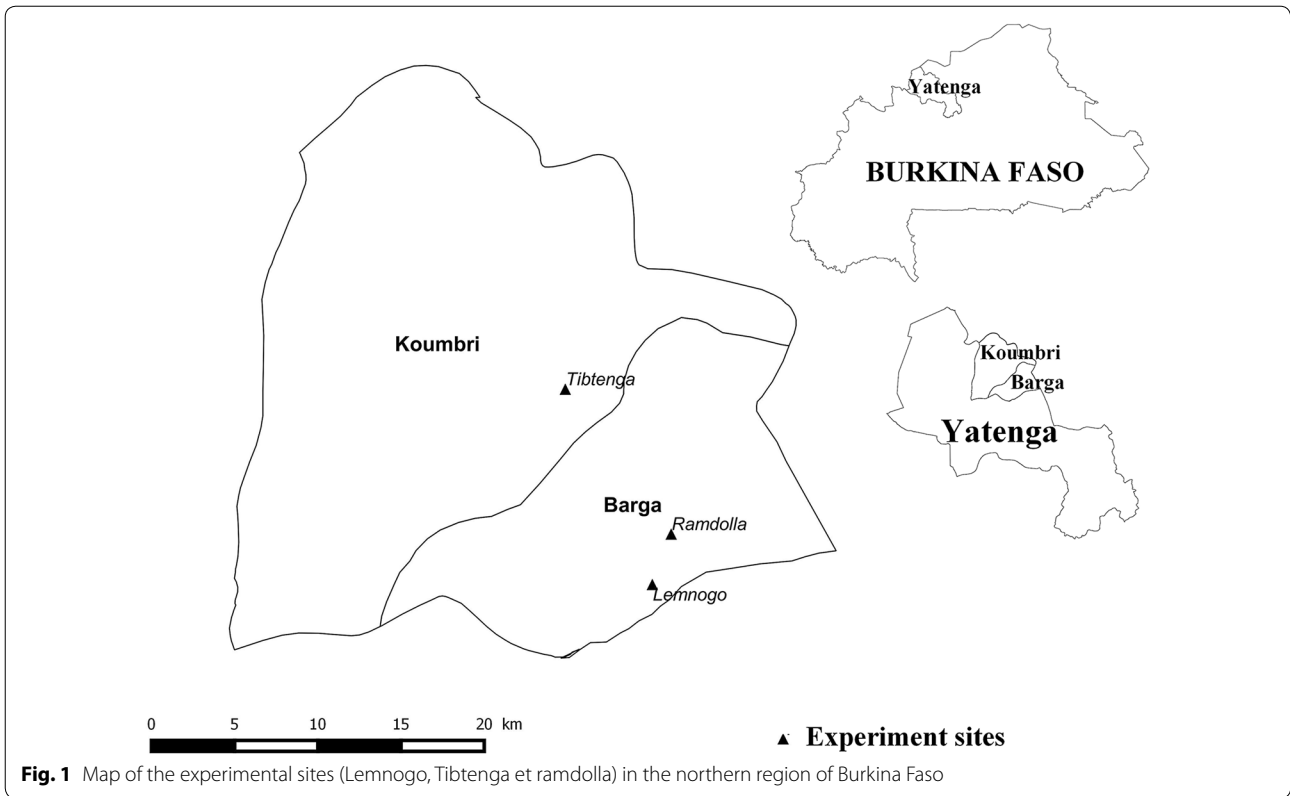 Yatenga
BURKINA FASO
Koumbri
Tibtenga
Barga
Ramdolla
Lemnogo
Koumbri
Barga
Yatenga
0 5 10 15 20 km
Experiment sites
Fig. 1 Map of the experimental sites (Lemnogo, Tibtenga et ramdolla) in the northern region of Burkina Faso